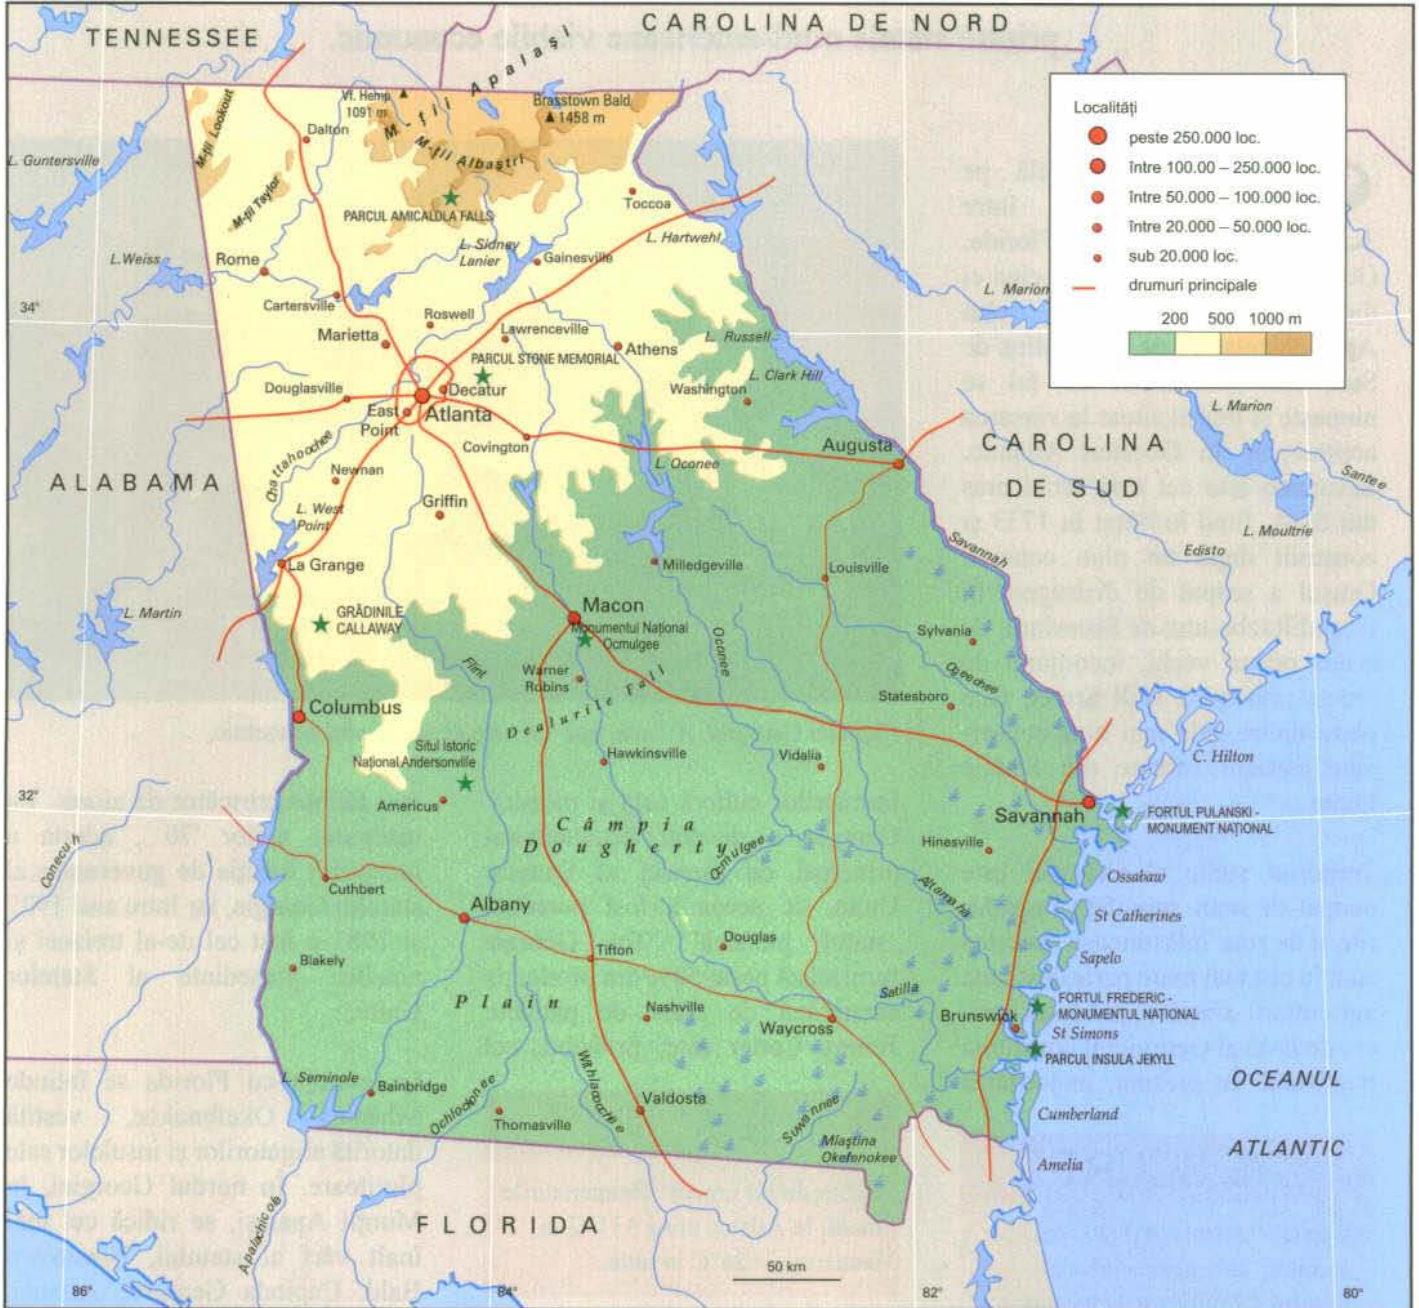 TENNESSEE
CAROLINA DE NORD
M-ții Apalași
Vf. Hemp
1091 m
Brasstown Bald
1458 m
M-ții Lookout
Dalton
M-ții Albaștri
L. Guntersville
M-ții Taylor
PARCUL AMICALOLA FALLS
Toccoa
L. Hartwehl
L. Sidney
Lanier
Gainesville
L. Weiss
Rome
Cartersville
34°
Roswell
Marietta
Lawrenceville
Athens
L. Russell
PARCUL STONE MEMORIAL
L. Clark Hill
Douglasville
Decatur
Washington
East
Point
Atlanta
Covington
Augusta
Chattahoochee
L. Oconee
Newnan
ALABAMA
L. West
Point
Griffin
La Grange
Milledgeville
Louisville
Savannah
L. Martin
GRĂDINILE
CALLAWAY
Macon
Monumentul Național
Ocmulgee
Sylvania
Flint
Oconee
Ogeechee
Warner
Robins
Dealurile Fall
Statesboro
Columbus
Situl Istoric
Național Andersonville
Hawkinsville
Vidalia
C. Hilton
32°
Americus
Savannah
FORTUL PULANSKI -
MONUMENT NAȚIONAL
Câmpia
Dougherty
Ocmulgee
Hinesville
Conecuh
Cuthbert
Altamaha
Ossabaw
Albany
St Catherines
Blakely
Tifton
Douglas
Sapelo
Plain
Nashville
Satilla
Waycross
Brunswick
FORTUL FREDERIC -
MONUMENTUL NAȚIONAL
St Simons
PARCUL INSULA JEKYLL
L. Seminole
Bainbridge
Ochlockonee
Withlacoochee
Valdosta
Thomasville
Suwannee
Mlaștina
Okefenokee
Cumberland
Amelia
OCEANUL
ATLANTIC
FLORIDA
Apalachicola
50 km
86°
84°
82°
80°
Localități
peste 250.000 loc.
între 100.00 – 250.000 loc.
între 50.000 – 100.000 loc.
între 20.000 – 50.000 loc.
sub 20.000 loc.
drumuri principale
200 500 1000 m
L. Marion
L. Marion
CAROLINA
DE SUD
Santee
L. Moultrie
Edisto